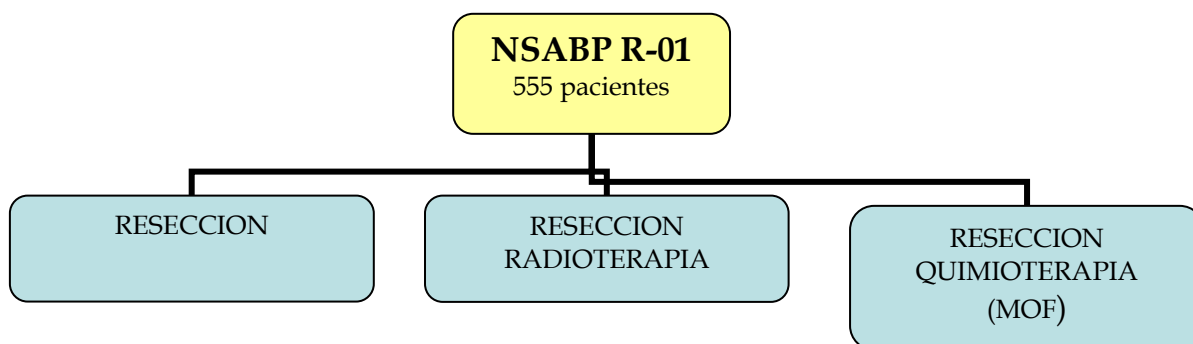 NSABP R-01
555 pacientes
RESECCION
RESECCION
RADIOTERAPIA
RESECCION
QUIMIOTERAPIA
(MOF)